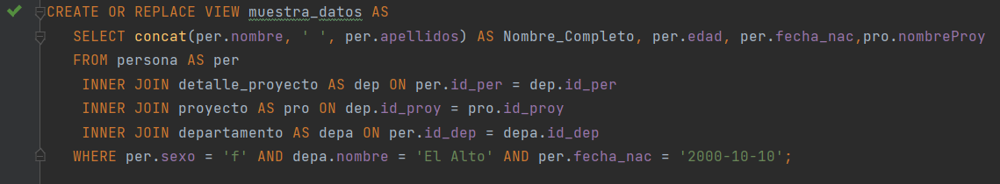 CREATE OR REPLACE VIEW muestra_datos AS
SELECT concat(per.nombre, ' ', per.apellidos) AS Nombre_Completo, per.edad, per.fecha_nac,pro.nombreProy
FROM persona AS per
INNER JOIN detalle_proyecto AS dep ON per.id_per = dep.id_per
INNER JOIN proyecto AS pro ON dep.id_proy = pro.id_proy
INNER JOIN departamento AS depa ON per.id_dep = depa.id_dep
WHERE per.sexo = 'f' AND depa.nombre = 'El Alto' AND per.fecha_nac = '2000-10-10';